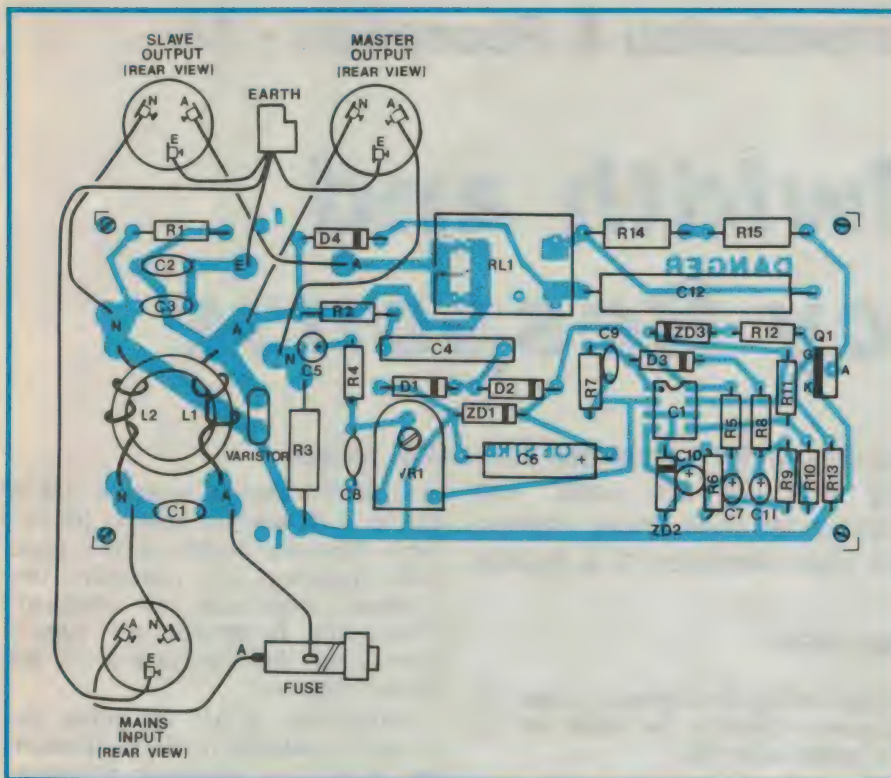 SLAVE
OUTPUT
(REAR VIEW)
MASTER
OUTPUT
(REAR VIEW)
EARTH
N
A
E
N
A
E
R1
C2
C3
E
D4
A
RL1
R14
R15
DANGER
C12
N
A
R2
N
C5
R4
C4
C9
ZD3
R12
Q1
G
A
K
D3
D1
D2
R7
R11
ZD1
C1
R5
R8
L2
L1
VARISTOR
R3
C8
VR1
C6
+
ZD2
C10
+
R6
C7
+
C11
+
R9
R10
R13
N
A
C1
A
N
E
A
FUSE
MAINS
INPUT
(REAR VIEW)